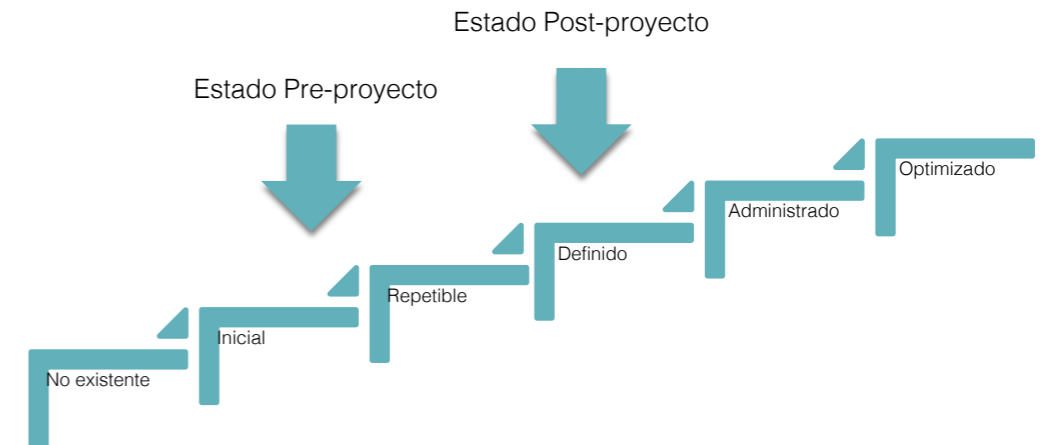 Estado Post-proyecto
Estado Pre-proyecto
Optimizado
Administrado
Definido
Repetible
Inicial
No existente